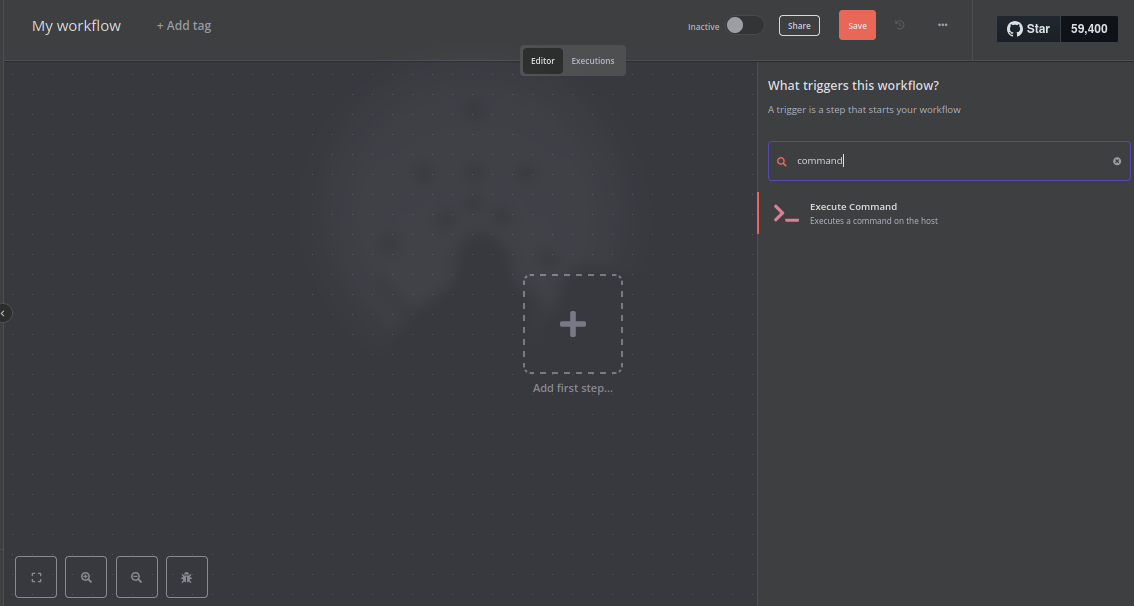 My workflow
+ Add tag
Inactive
Share
Save
Star
59,400
Editor
Executions
What triggers this workflow?
A trigger is a step that starts your workflow
command
Execute Command
Executes a command on the host
Add first step...